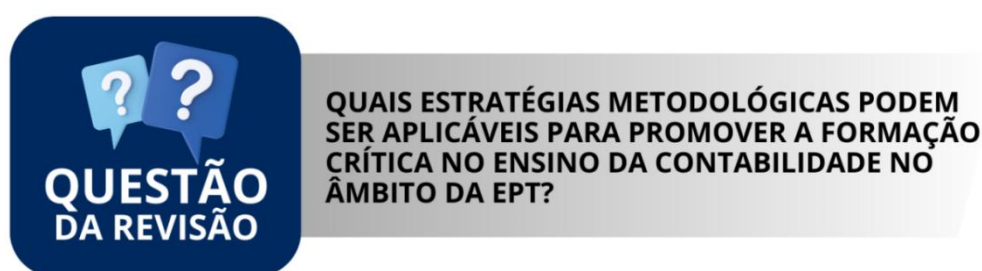 ?
?
QUESTÃO
DA REVISÃO
QUAIS ESTRATÉGIAS METODOLÓGICAS PODEM
SER APLICÁVEIS PARA PROMOVER A FORMAÇÃO
CRÍTICA NO ENSINO DA CONTABILIDADE NO
ÂMBITO DA EPT?